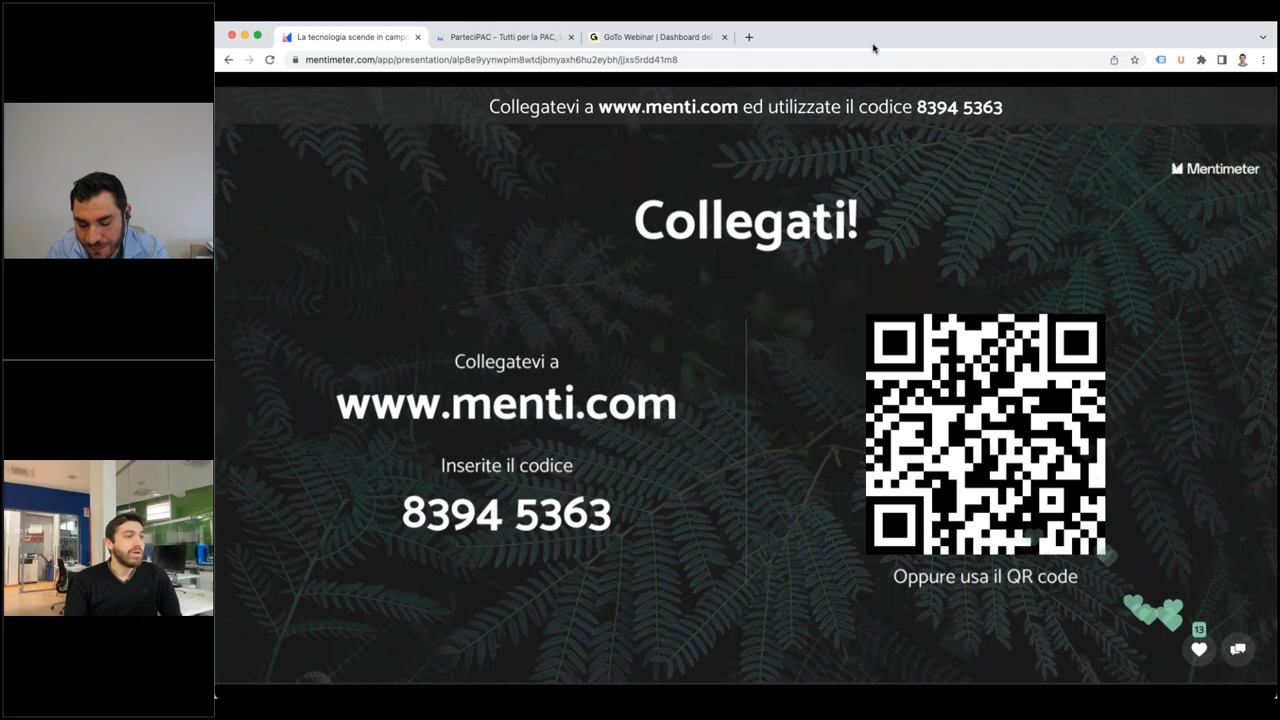 La tecnologia scende in campo
ParteciPAC - Tutti per la PAC,
GoTo Webinar | Dashboard del
mentimeter.com/app/presentation/alp8e9yynwpim8wtdjbmyaxh6hu2eybh/jjxs5rdd41m8
Collegatevi a www.menti.com ed utilizzate il codice 8394 5363
Mentimeter
Collegati!
Collegatevi a
www.menti.com
Inserite il codice
8394 5363
Oppure usa il QR code
13